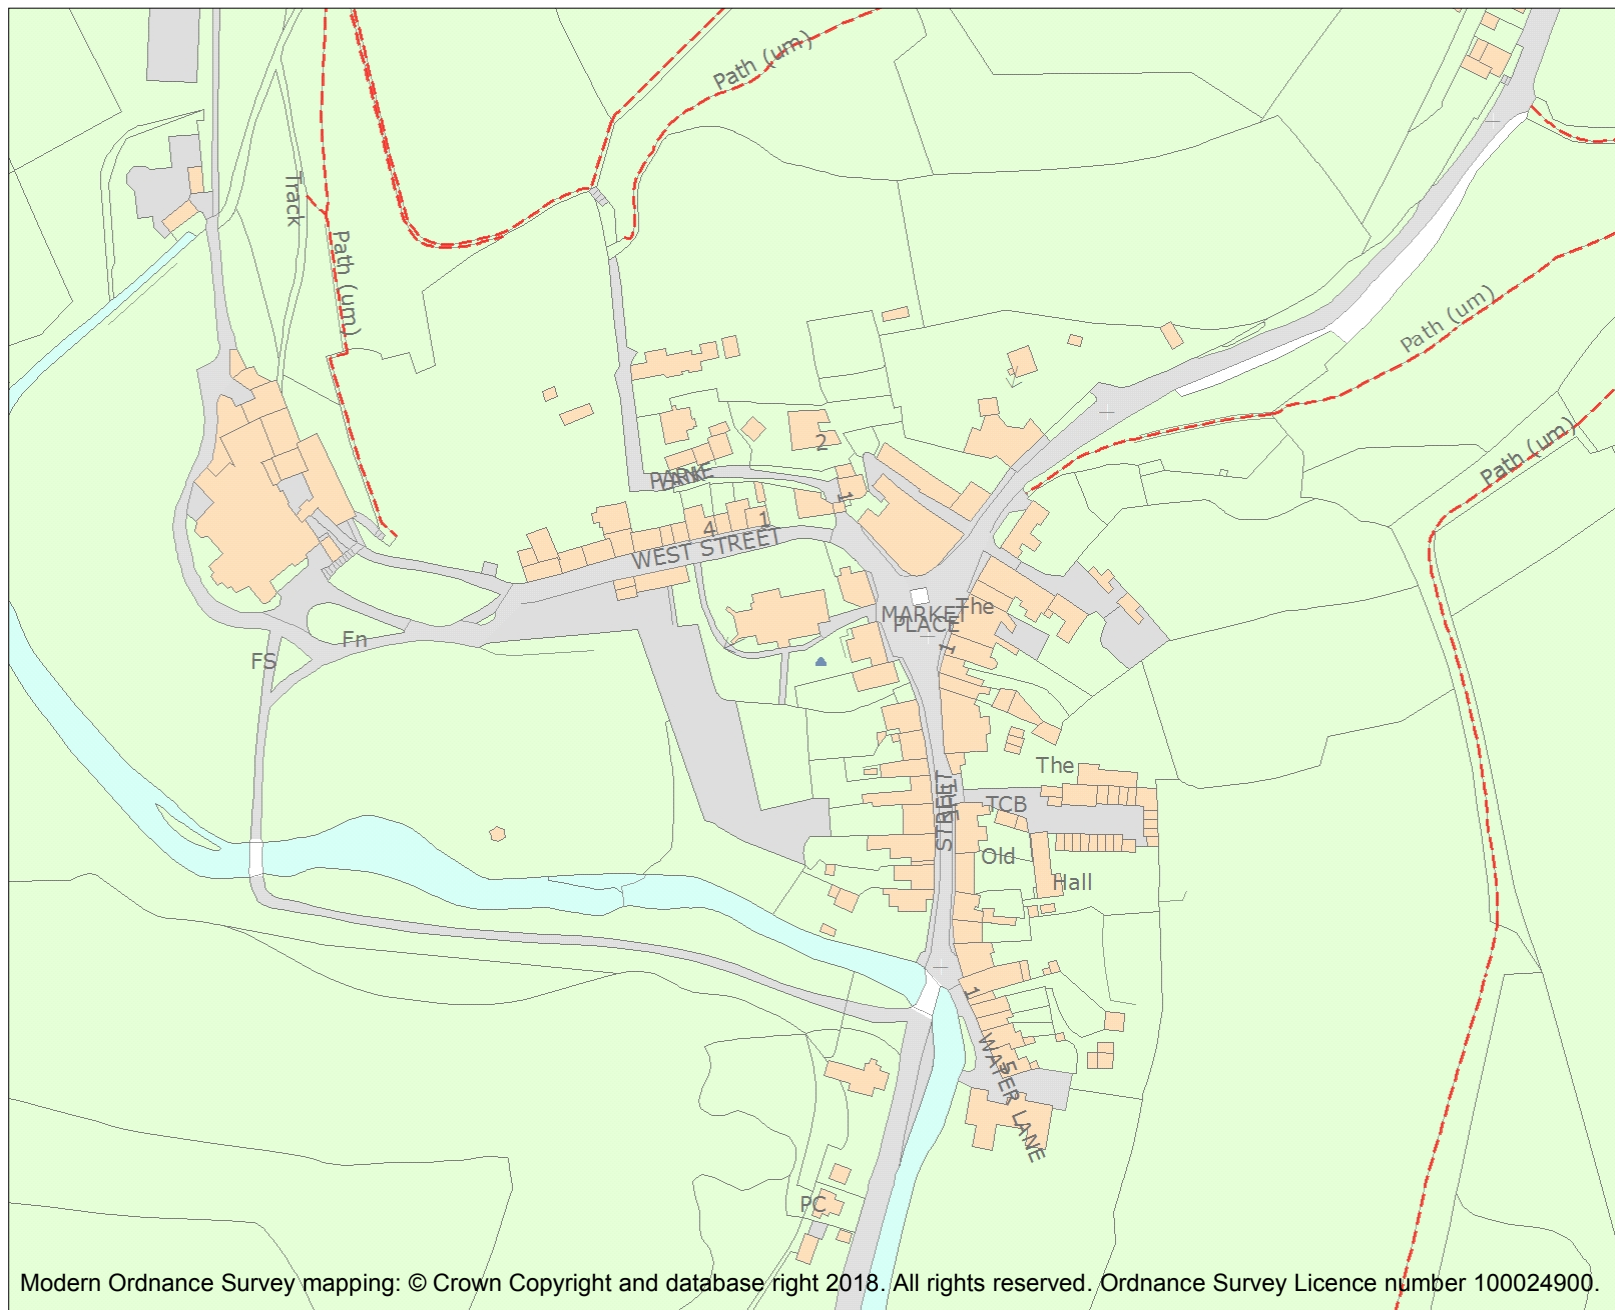 Path (um)
Track
Path (um)
Path (um)
Path (um)
2
PARK
LANE
1
4
1
WEST STREET
MARKET
PLACE
The
1
Fn
FS
The
STREET
TCB
Old
Hall
1
WATER LANE
5
PC
Modern Ordnance Survey mapping: © Crown Copyright and database right 2018. All rights reserved. Ordnance Survey Licence number 100024900.